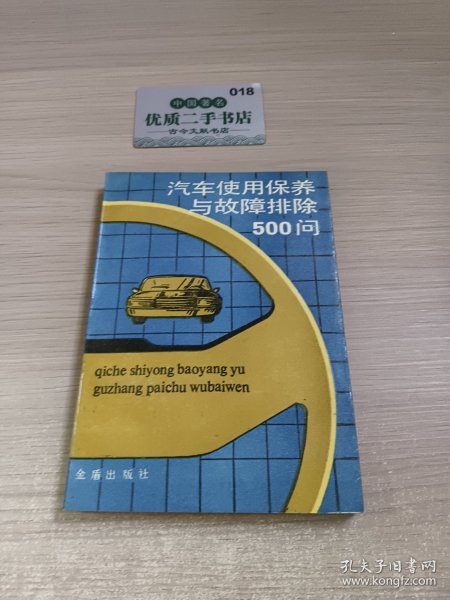 018
中国著名
优质二手书店
古今文献书店
汽车使用保养
与故障排除
500问
qiche shiyong baoyang yu
guzhang paichu wubaiwen
金盾出版社
孔夫子旧书网
www.kongfz.com